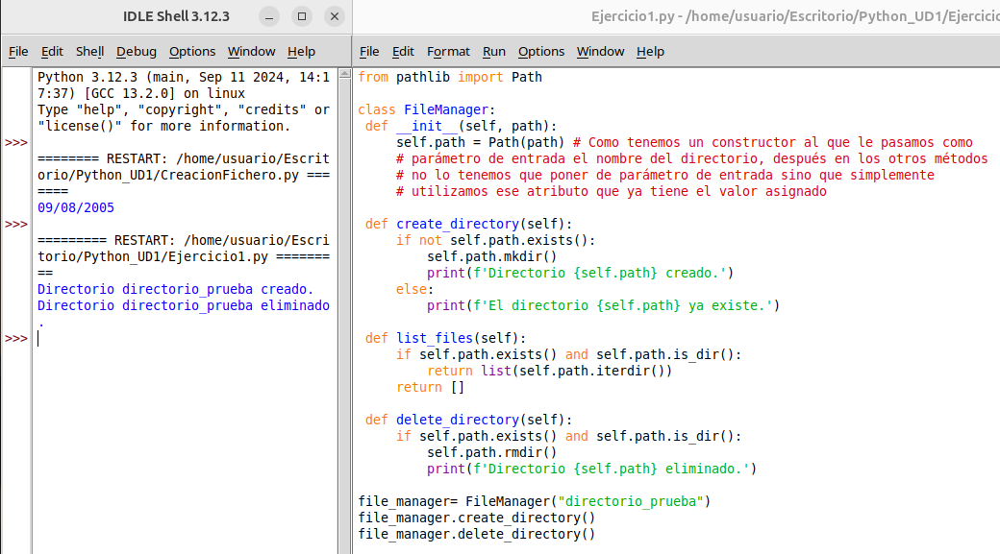 IDLE Shell 3.12.3
File Edit Shell Debug Options Window Help
Python 3.12.3 (main, Sep 11 2024, 14:1
7:37) [GCC 13.2.0] on linux
Type "help", "copyright", "credits" or
"license()" for more information.
>>>
======== RESTART: /home/usuario/Escrit
orio/Python_UD1/CreacionFichero.py ===
====
09/08/2005
>>>
========= RESTART: /home/usuario/Escri
torio/Python_UD1/Ejercicio1.py =======
==
Directorio directorio_prueba creado.
Directorio directorio_prueba eliminado
.
>>>
Ejercicio1.py - /home/usuario/Escritorio/Python_UD1/Ejercicio
File Edit Format Run Options Window Help
from pathlib import Path
class FileManager:
 def __init__(self, path):
     self.path = Path(path) # Como tenemos un constructor al que le pasamos como
     # parámetro de entrada el nombre del directorio, después en los otros métodos
     # no lo tenemos que poner de parámetro de entrada sino que simplemente
     # utilizamos ese atributo que ya tiene el valor asignado
 def create_directory(self):
     if not self.path.exists():
         self.path.mkdir()
         print(f'Directorio {self.path} creado.')
     else:
         print(f'El directorio {self.path} ya existe.')
 def list_files(self):
     if self.path.exists() and self.path.is_dir():
         return list(self.path.iterdir())
     return []
 def delete_directory(self):
     if self.path.exists() and self.path.is_dir():
         self.path.rmdir()
         print(f'Directorio {self.path} eliminado.')
file_manager= FileManager("directorio_prueba")
file_manager.create_directory()
file_manager.delete_directory()